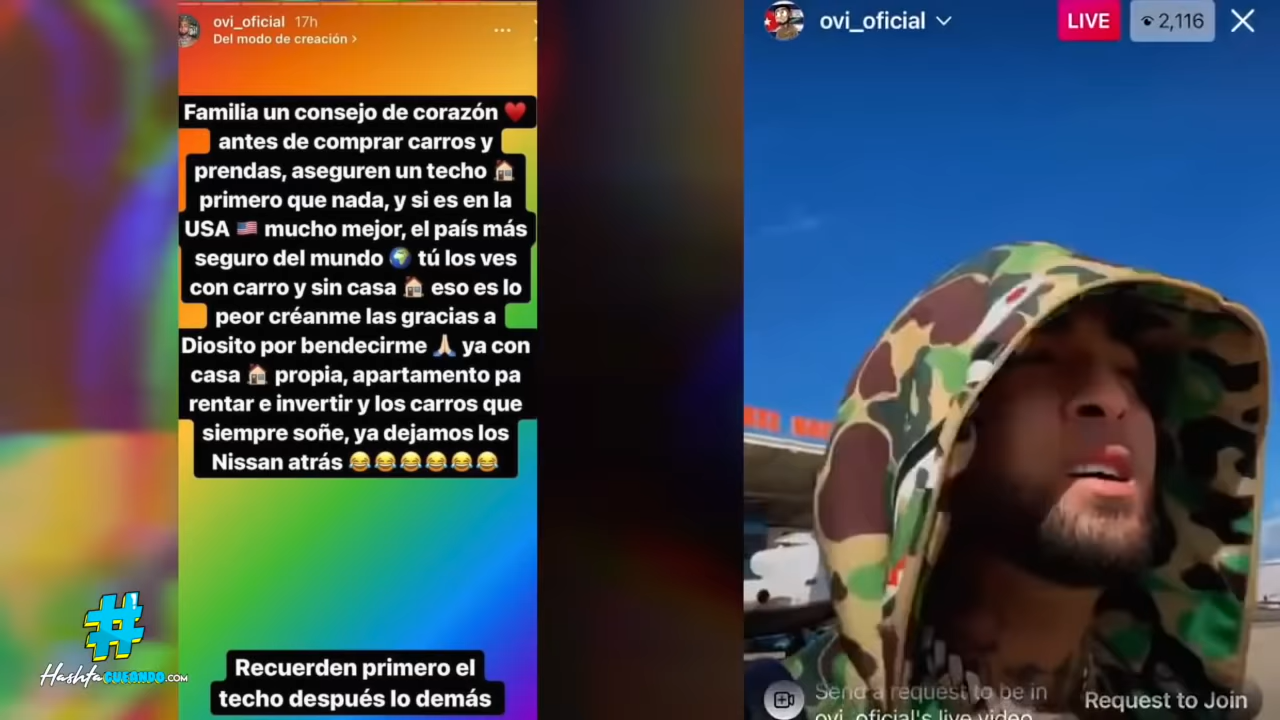 ovi_oficial 17h
Del modo de creación >
Familia un consejo de corazón ❤️
antes de comprar carros y
prendas, aseguren un techo 🏠
primero que nada, y si es en la
USA 🇺🇸 mucho mejor, el país más
seguro del mundo 🌍 tú los ves
con carro y sin casa 🏠 eso es lo
peor créanme las gracias a
Diosito por bendecirme 🙏🏻 ya con
casa 🏠 propia, apartamento pa
rentar e invertir y los carros que
siempre soñe, ya dejamos los
Nissan atrás 😂😂😂😂😂😂
Recuerden primero el
techo después lo demás
#
HashtaGUEANDO.COM
ovi_oficial
LIVE
2,116
Send a request to be in
ovi_oficial's live video
Request to Join